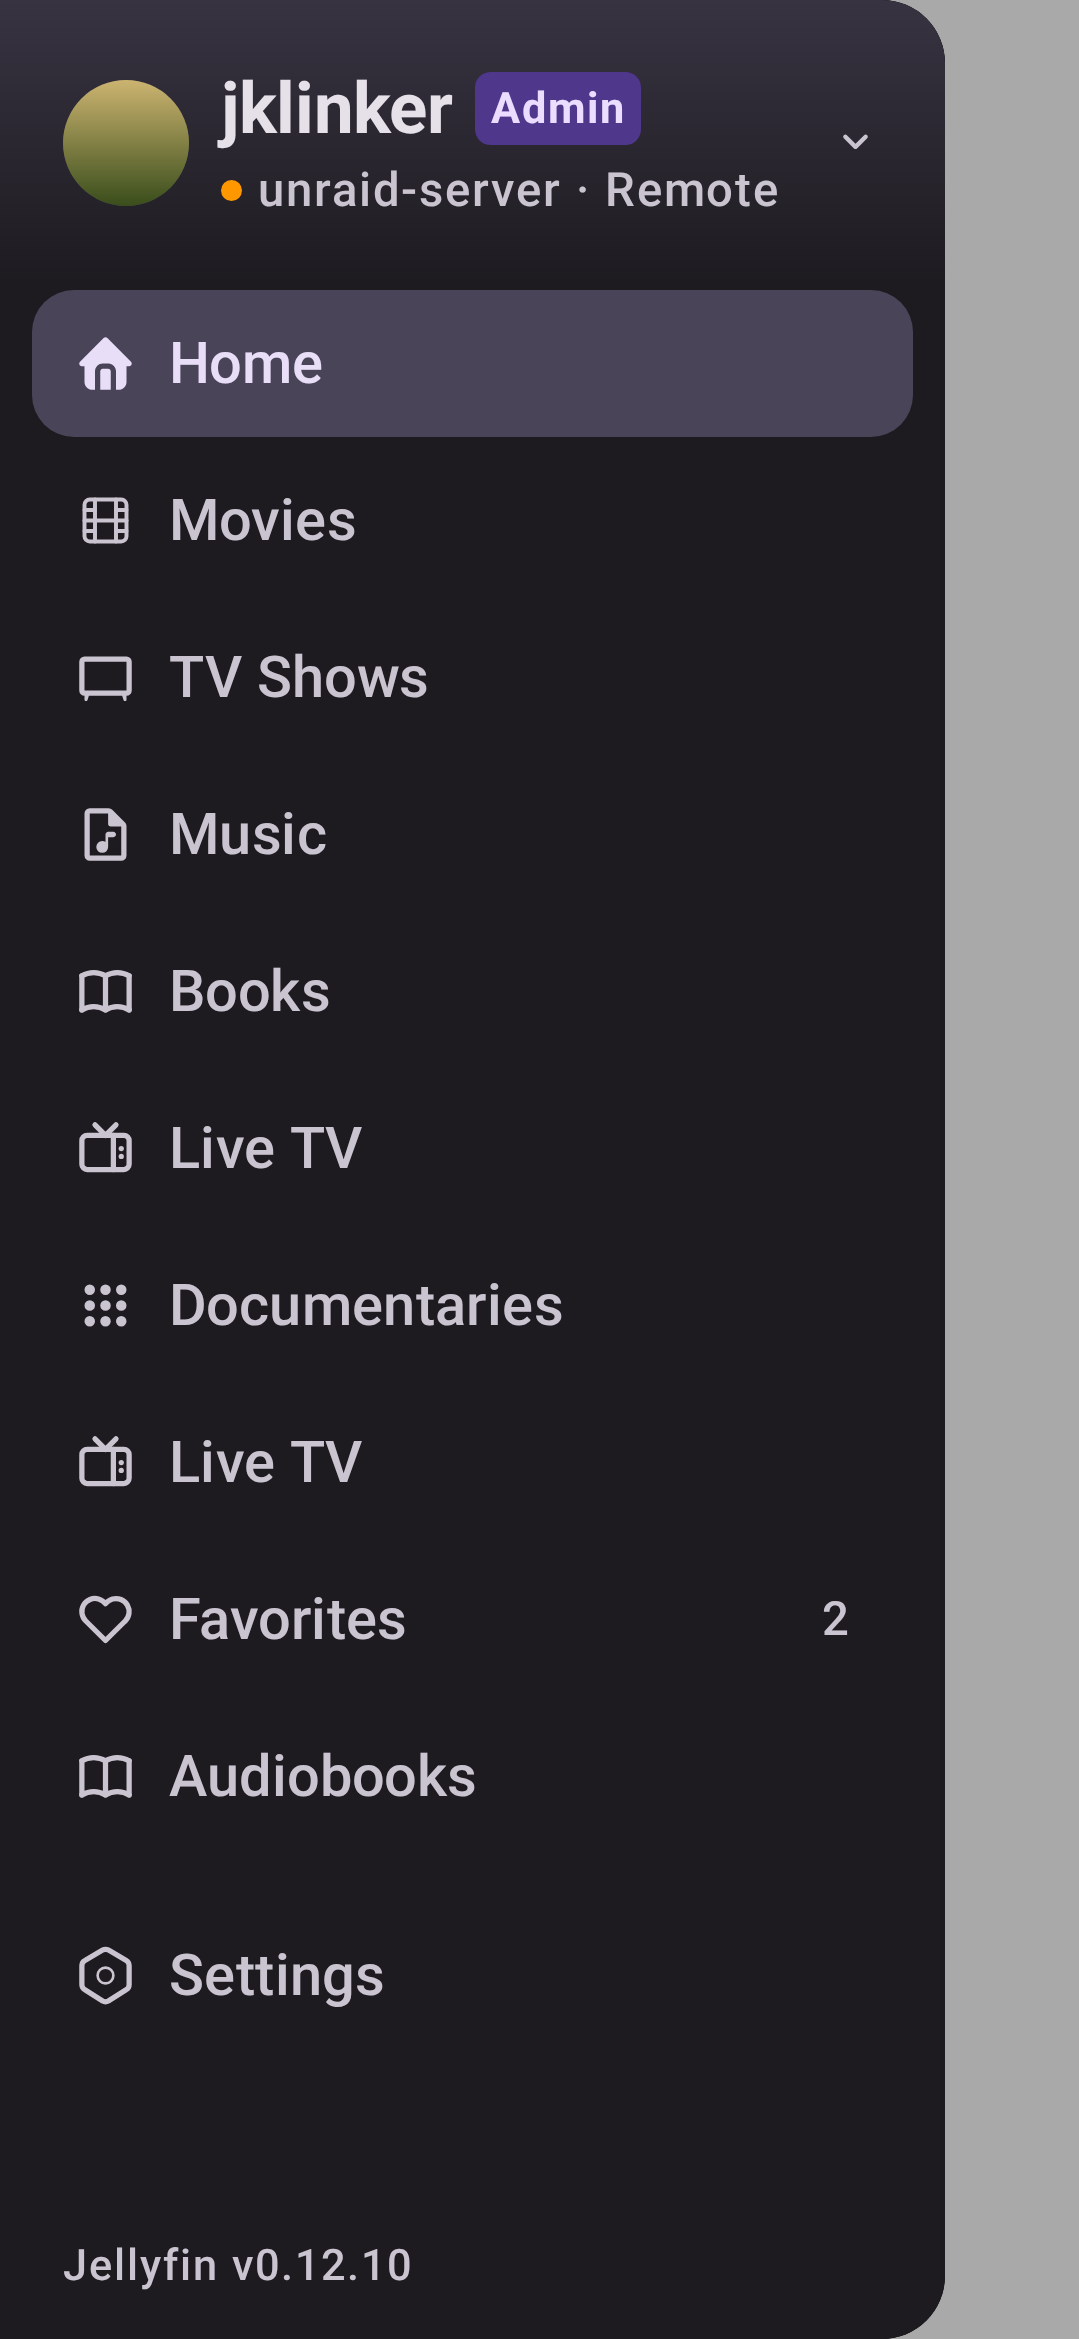 jklinker Admin
unraid-server · Remote
Home
Movies
TV Shows
Music
Books
Live TV
Documentaries
Live TV
Favorites 2
Audiobooks
Settings
Jellyfin v0.12.10